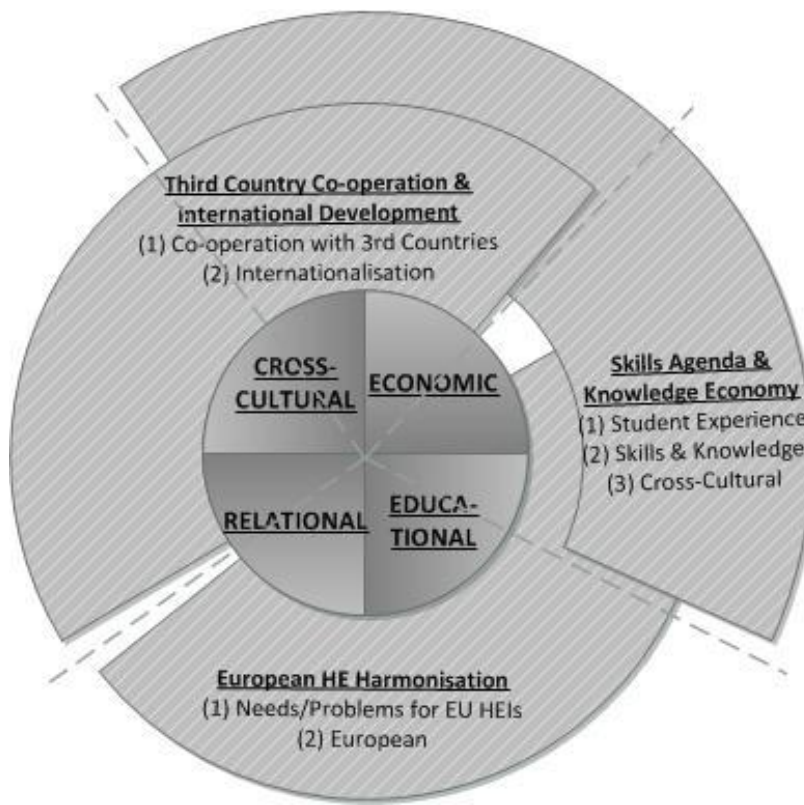 Third Country Co-operation &
International Development
(1) Co-operation with 3rd Countries
(2) Internationalisation
CROSS-
CULTURAL
ECONOMIC
RELATIONAL
EDUCA-
TIONAL
Skills Agenda &
Knowledge Economy
(1) Student Experience
(2) Skills & Knowledge
(3) Cross-Cultural
European HE Harmonisation
(1) Needs/Problems for EU HEIs
(2) European